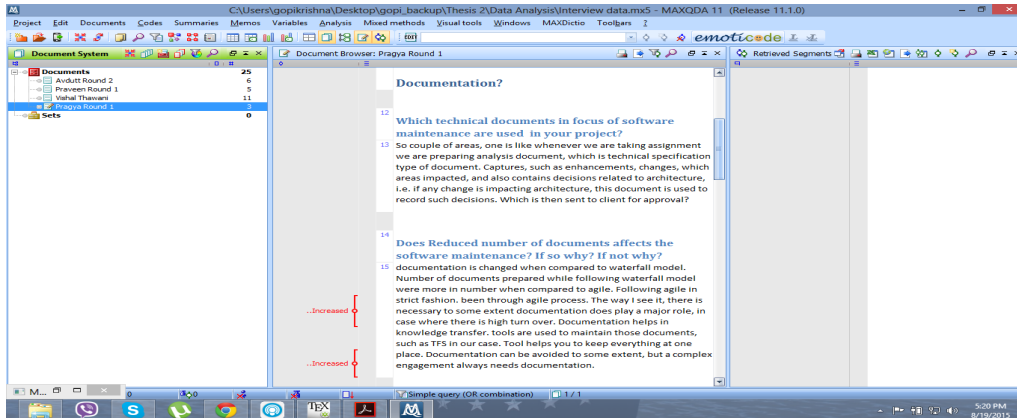 C:\Users\gopikrishna\Desktop\gopi_backup\Thesis 2\Data Analysis\Interview data.mx5 - MAXQDA 11 (Release 11.1.0)
Project Edit Documents Codes Summaries Memos Variables Analysis Mixed methods Visual tools Windows MAXDictio Toolbars ?
emoticode
Document System
Document Browser: Pragya Round 1
Retrieved Segments
Documents 25
Avdutt Round 2 6
Praveen Round 1 5
Vishal Thawani 11
Pragya Round 1 3
Sets 0
Documentation?
12
Which technical documents in focus of software
maintenance are used in your project?
13 So couple of areas, one is like whenever we are taking assignment
we are preparing analysis document, which is technical specification
type of document. Captures, such as enhancements, changes, which
areas impacted, and also contains decisions related to architecture,
i.e. if any change is impacting architecture, this document is used to
record such decisions. Which is then sent to client for approval?
14
Does Reduced number of documents affects the
software maintenance? If so why? If not why?
15 documentation is changed when compared to waterfall model.
Number of documents prepared while following waterfall model
were more in number when compared to agile. Following agile in
strict fashion. been through agile process. The way I see it, there is
..Increased
necessary to some extent documentation does play a major role, in
case where there is high turn over. Documentation helps in
knowledge transfer. tools are used to maintain those documents,
such as TFS in our case. Tool helps you to keep everything at one
..Increased
place. Documentation can be avoided to some extent, but a complex
engagement always needs documentation.
M...
0
0
Simple query (OR combination)
1 / 1
TEX
5:20 PM
8/19/2015